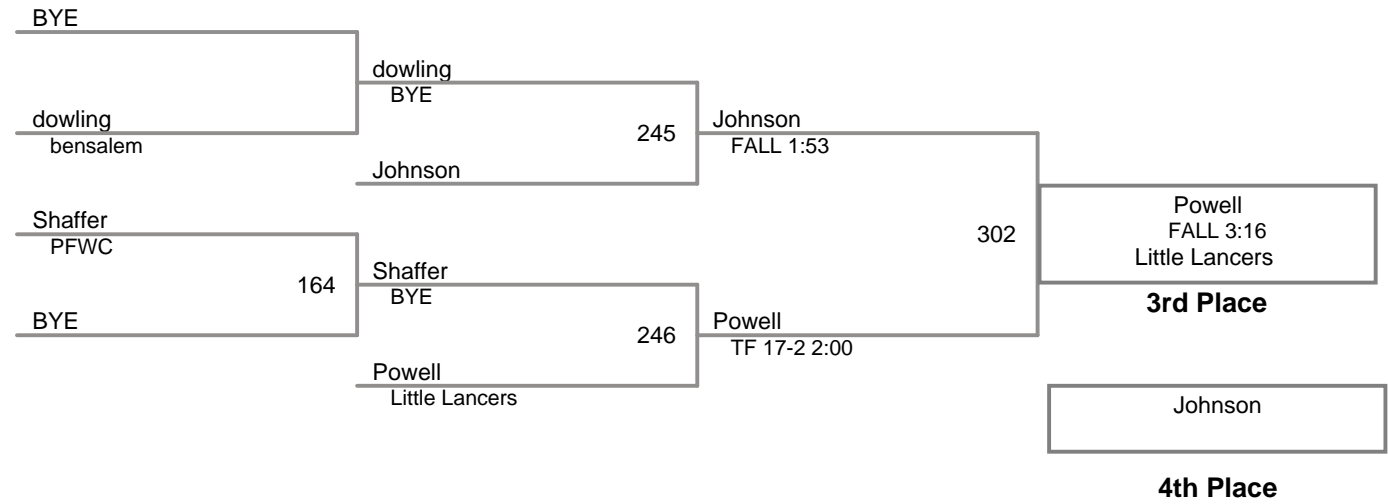 BYE
dowling
BYE
dowling
bensalem
245
Johnson
FALL 1:53
Johnson
Shaffer
PFWC
302
Powell
FALL 3:16
Little Lancers
164
Shaffer
BYE
3rd Place
BYE
246
Powell
TF 17-2 2:00
Powell
Little Lancers
Johnson
4th Place